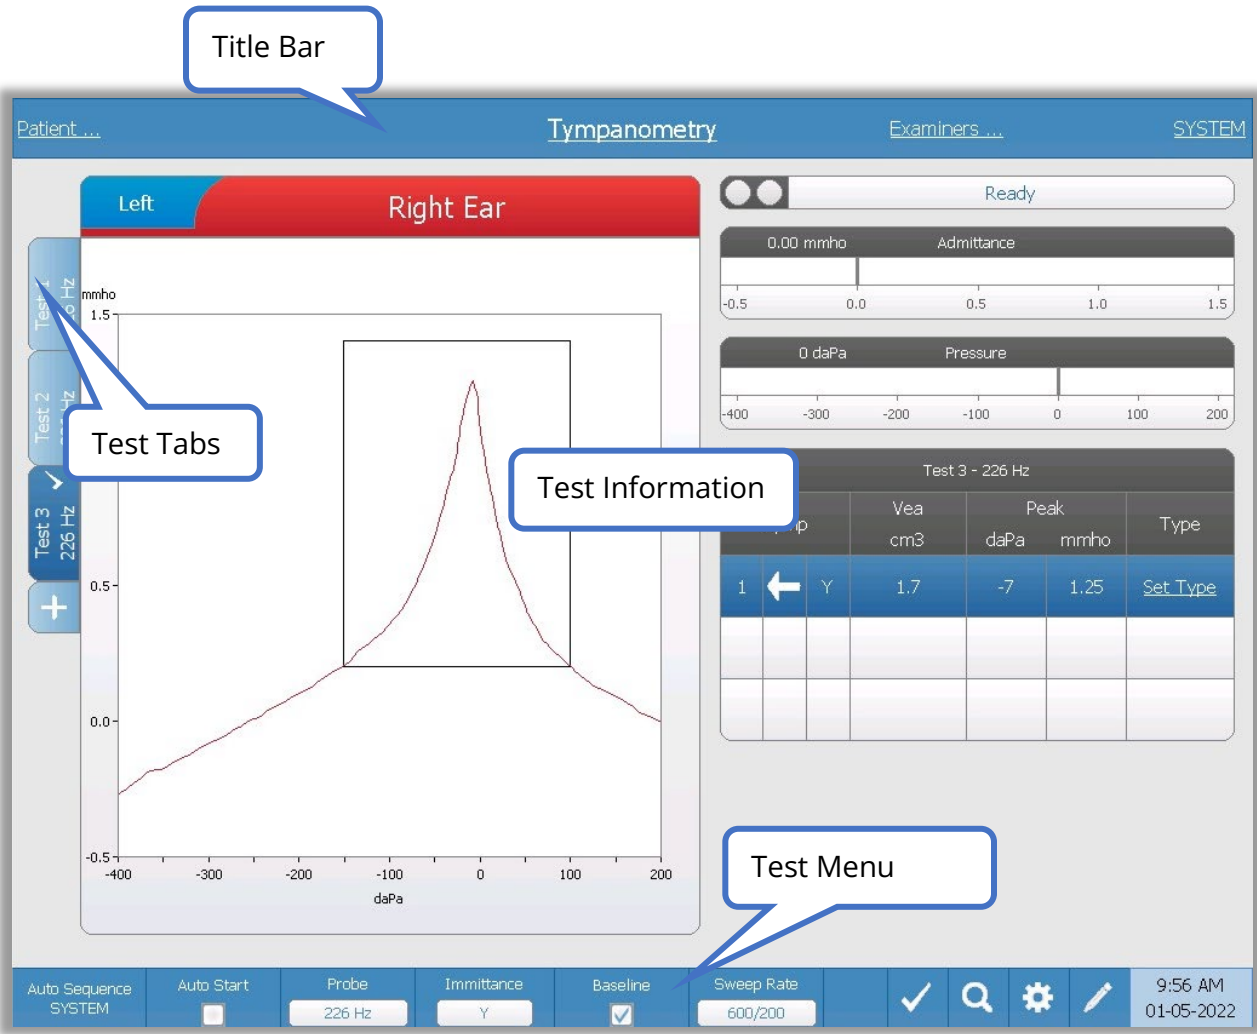 Title Bar
Patient ...
Tympanometry
Examiners ...
SYSTEM
Left
Right Ear
Ready
0.00 mmho
Admittance
-0.5
0.0
0.5
1.0
1.5
0 daPa
Pressure
-400
-300
-200
-100
0
100
200
Test 1
Hz
Test 2
Test 3
226 Hz
Test Tabs
mmho
1.5
0.5
0.0
-0.5
-400
-300
-200
-100
0
100
200
daPa
Test Information
Test 3 - 226 Hz
Vea
cm3
Peak
daPa
mmho
Type
1
Y
1.7
-7
1.25
Set Type
Test Menu
Auto Sequence
SYSTEM
Auto Start
Probe
226 Hz
Immittance
Y
Baseline
Sweep Rate
600/200
9:56 AM
01-05-2022